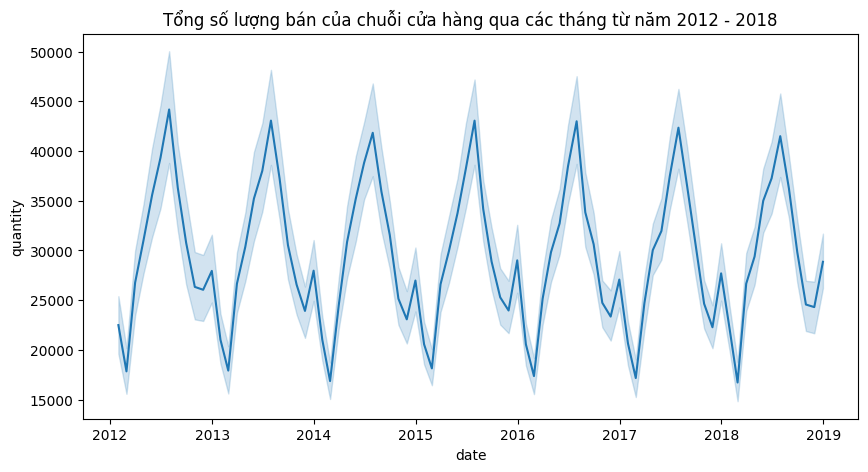 Tổng số lượng bán của chuỗi cửa hàng qua các tháng từ năm 2012 - 2018
50000
45000
40000
35000
30000
25000
20000
15000
quantity
2012 2013 2014 2015 2016 2017 2018 2019
date